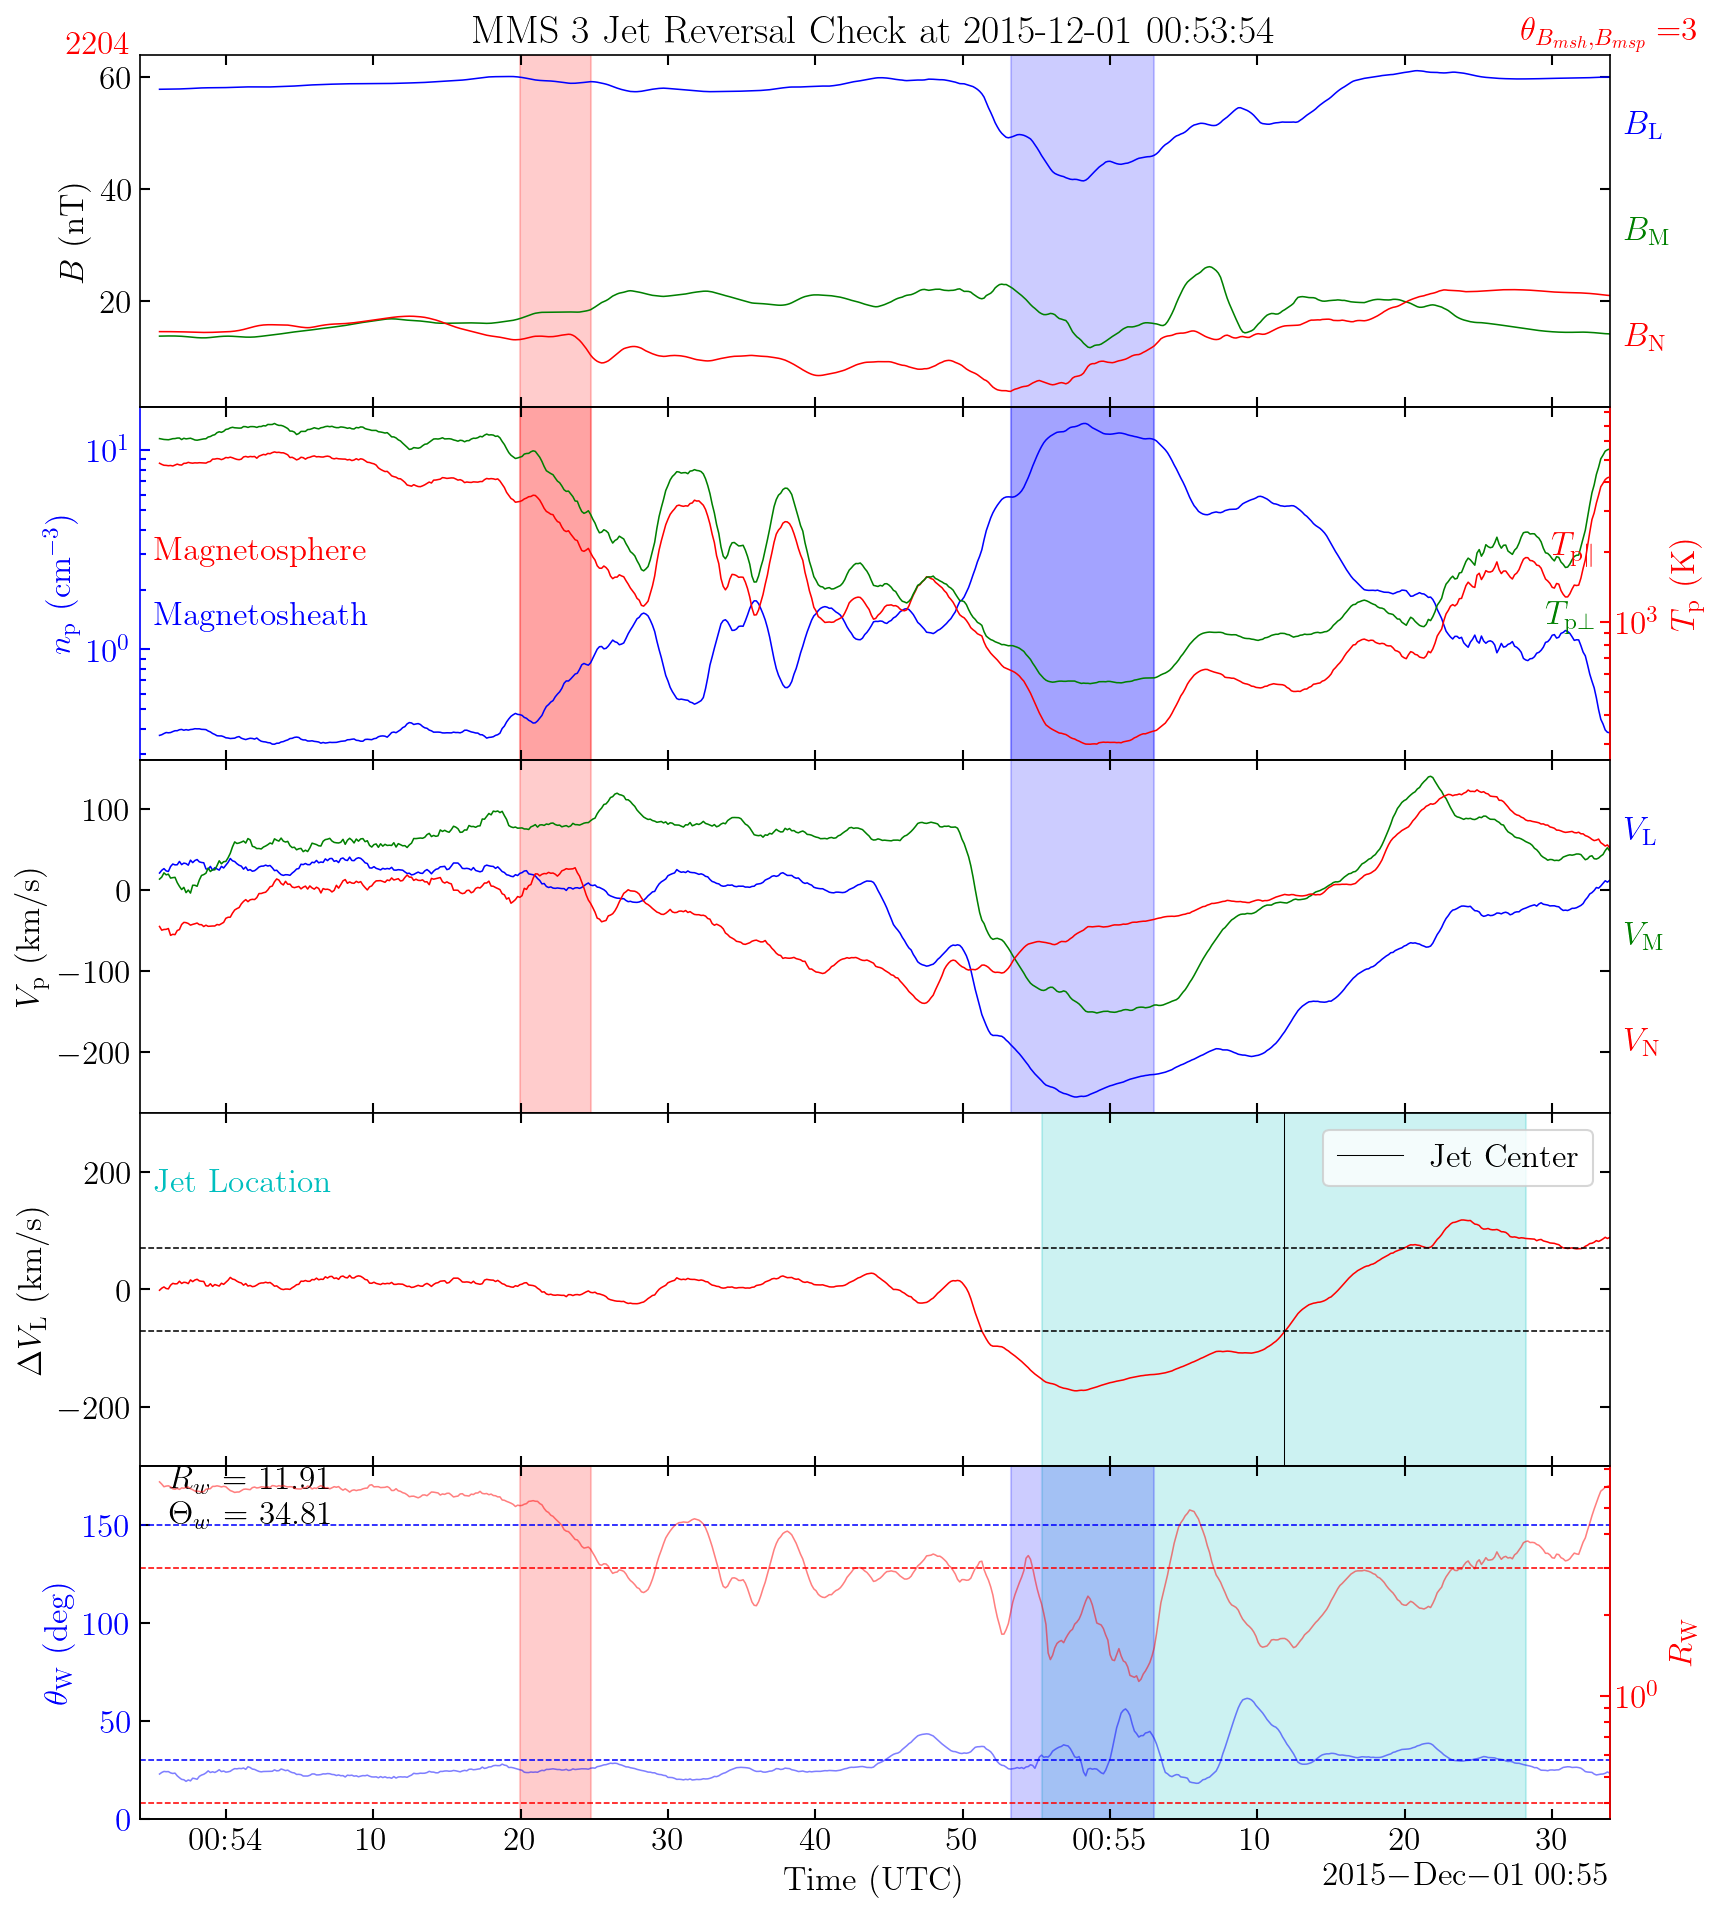 2204
MMS 3 Jet Reversal Check at 2015-12-01 00:53:54
θ_{B_{msh},B_{msp}} =3
60
40
20
B (nT)
B_L
B_M
B_N
10^1
10^0
n_p (cm^{−3})
Magnetosphere
Magnetosheath
T_{p∥}
T_{p⊥}
10^3
T_p (K)
100
0
−100
−200
V_p (km/s)
V_L
V_M
V_N
200
0
−200
ΔV_L (km/s)
Jet Location
Jet Center
R_w = 11.91
Θ_w = 34.81
150
100
50
0
θ_W (deg)
10^0
R_W
00:54 10 20 30 40 50 00:55 10 20 30
Time (UTC)
2015−Dec−01 00:55